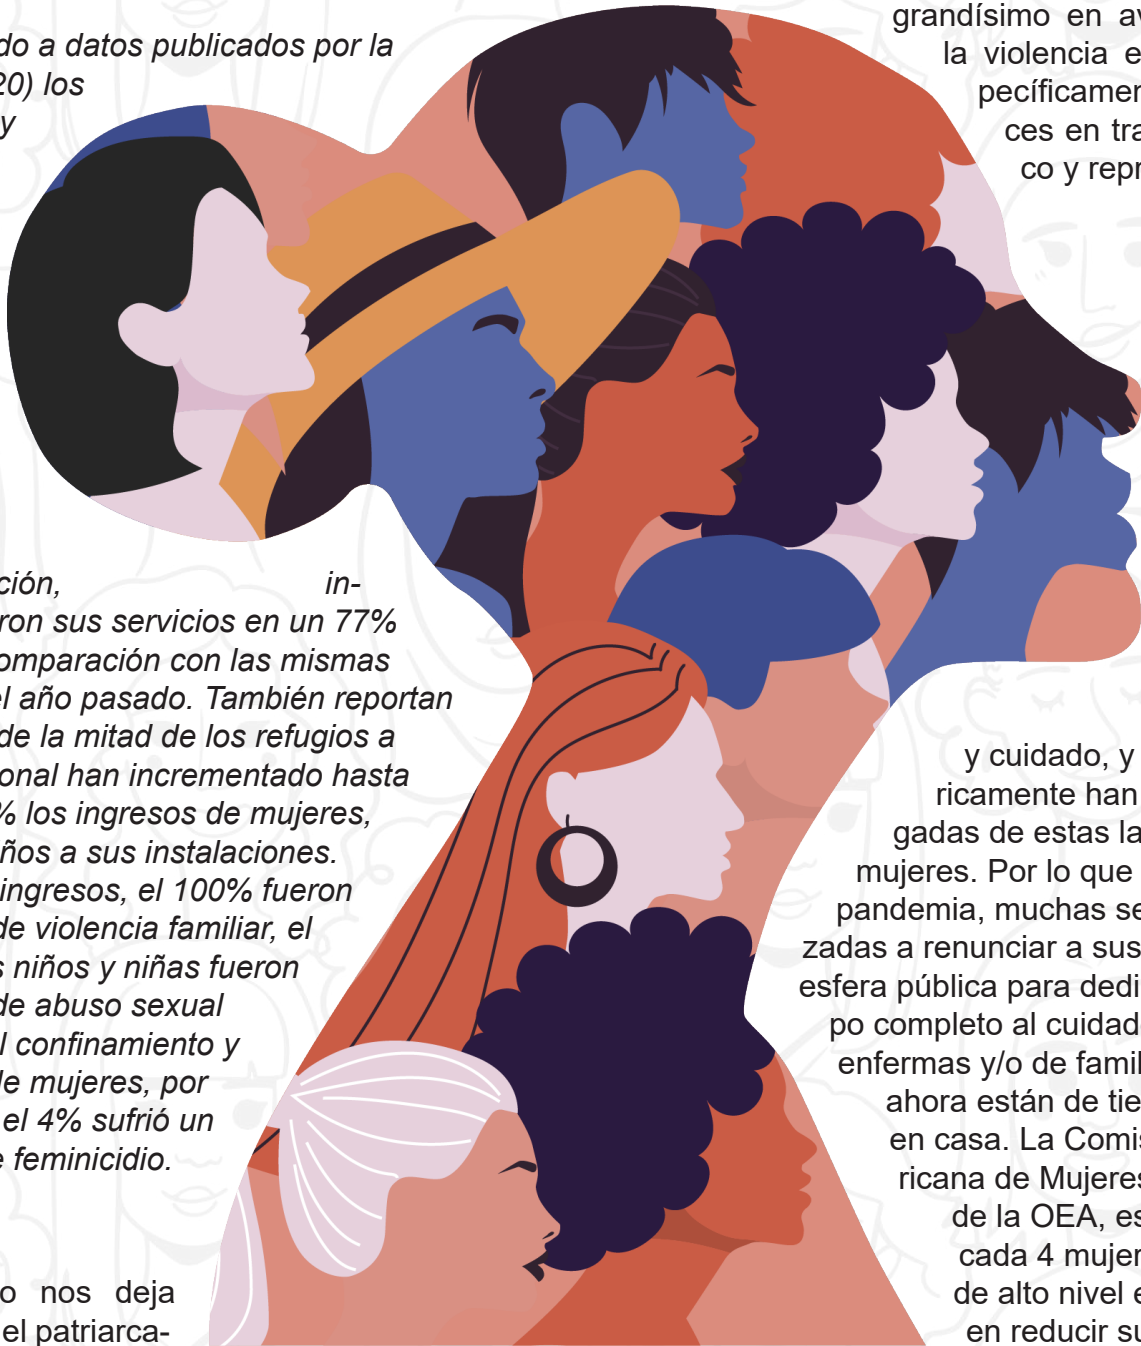 do a datos publicados por la
20) los
y
ción, in-
ron sus servicios en un 77%
omparación con las mismas
el año pasado. También reportan
de la mitad de los refugios a
onal han incrementado hasta
% los ingresos de mujeres,
ños a sus instalaciones.
ingresos, el 100% fueron
de violencia familiar, el
s niños y niñas fueron
de abuso sexual
l confinamiento y
de mujeres, por
el 4% sufrió un
e feminicidio.
o nos deja
el patriarca-
grandísimo en av
la violencia e
pecíficamen
ces en tra
co y repr
y cuidado, y
ricamente han
gadas de estas la
mujeres. Por lo que
pandemia, muchas se
zadas a renunciar a sus
esfera pública para dedi
po completo al cuidad
enfermas y/o de famil
ahora están de tie
en casa. La Comis
ricana de Mujeres
de la OEA, es
cada 4 mujer
de alto nivel e
en reducir su